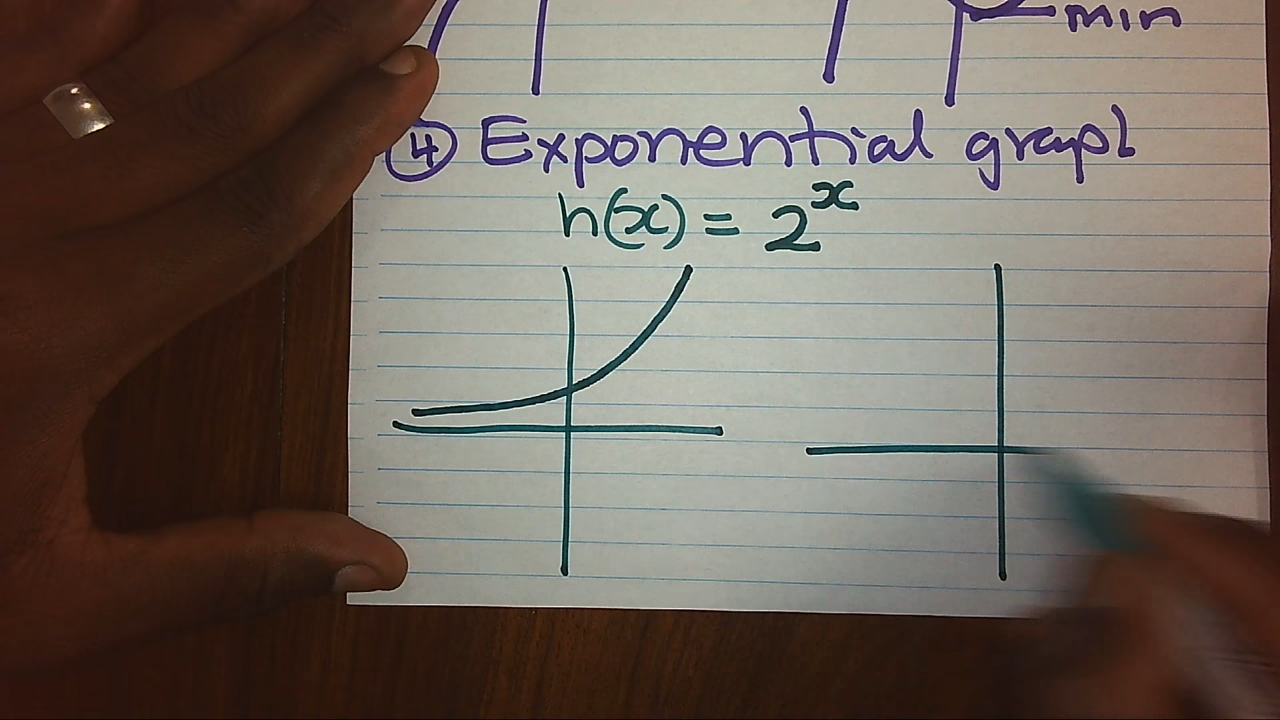 min
④ Exponential graph
h(x) = 2^x